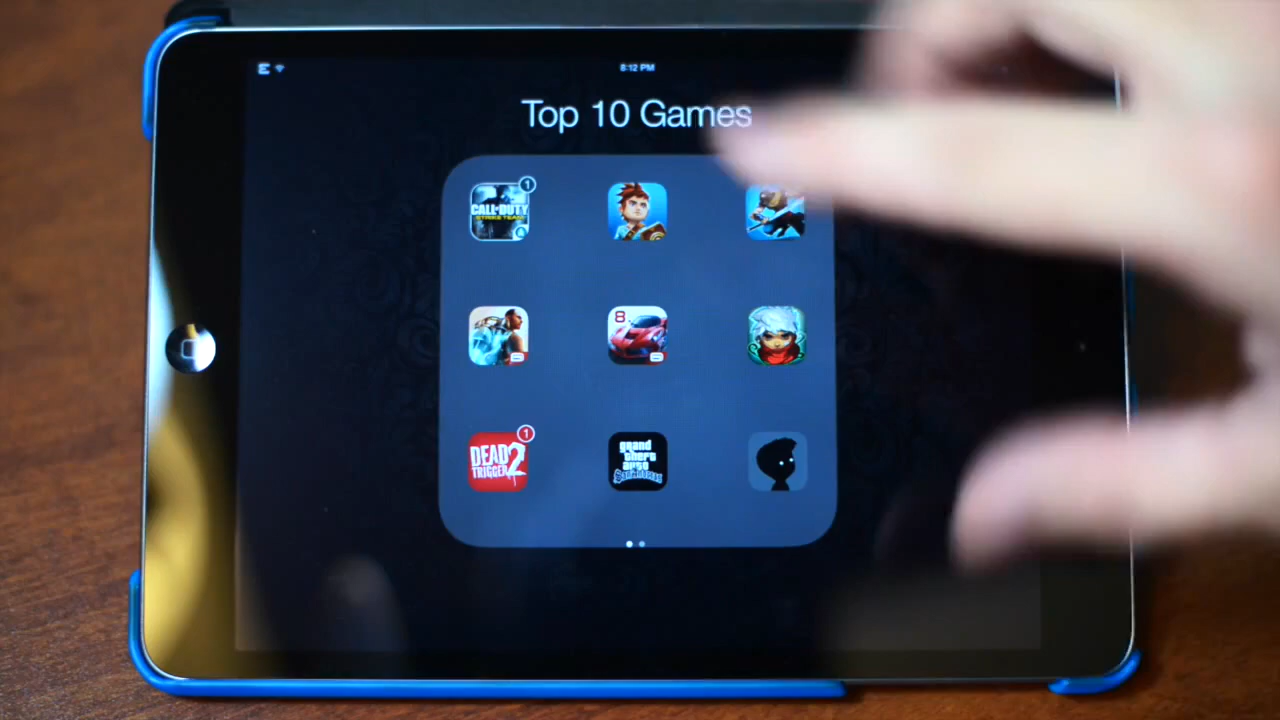 8:12 PM
Top 10 Games
1
CALL OF DUTY
STRIKE TEAM
8
1
DEAD
TRIGGER 2
grand
theft
auto
San Andreas